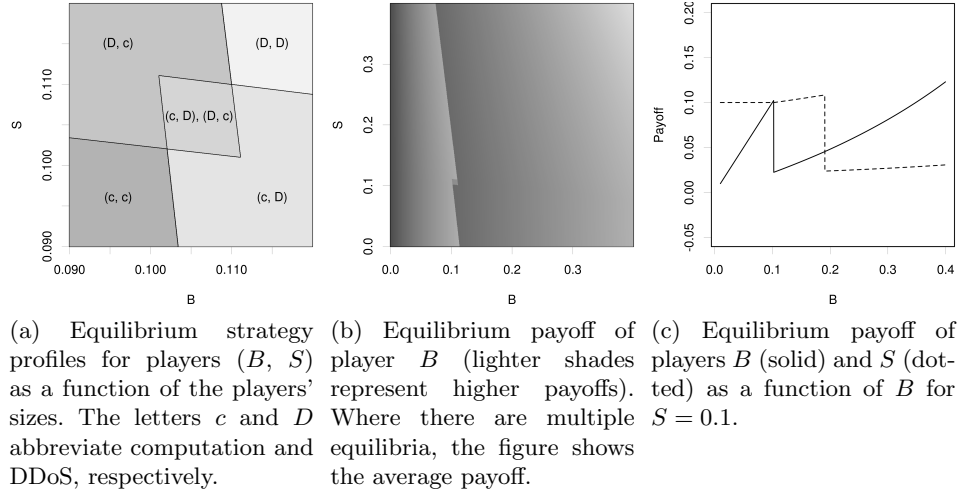 (D, c)
(D, D)
(c, D), (D, c)
(c, c)
(c, D)
0.090
0.100
0.110
0.090
0.100
0.110
S
B
0.0
0.1
0.2
0.3
0.0
0.1
0.2
0.3
S
B
-0.05
0.00
0.05
0.10
0.15
0.20
0.0
0.1
0.2
0.3
0.4
Payoff
B
(a) Equilibrium strategy
profiles for players (B, S)
as a function of the players'
sizes. The letters c and D
abbreviate computation and
DDoS, respectively.
(b) Equilibrium payoff of
player B (lighter shades
represent higher payoffs).
Where there are multiple
equilibria, the figure shows
the average payoff.
(c) Equilibrium payoff of
players B (solid) and S (dot-
ted) as a function of B for
S = 0.1.